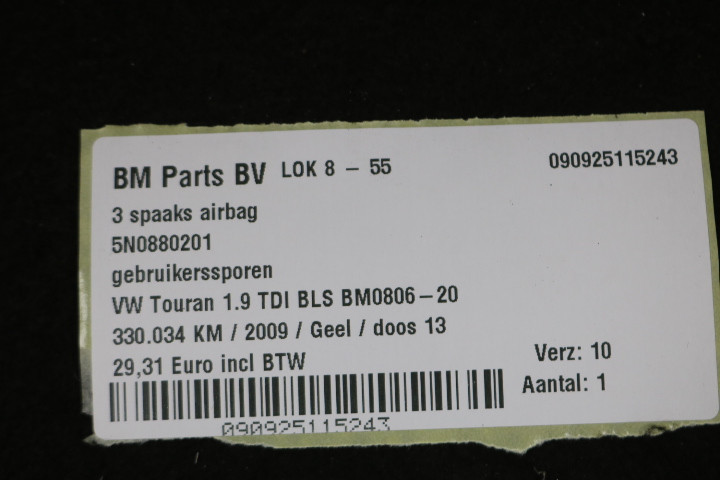 BM Parts BV LOK 8 - 55 090925115243
3 spaaks airbag
5N0880201
gebruikerssporen
VW Touran 1.9 TDI BLS BM0806-20
330.034 KM / 2009 / Geel / doos 13
29,31 Euro incl BTW
Verz: 10
Aantal: 1
090925115243